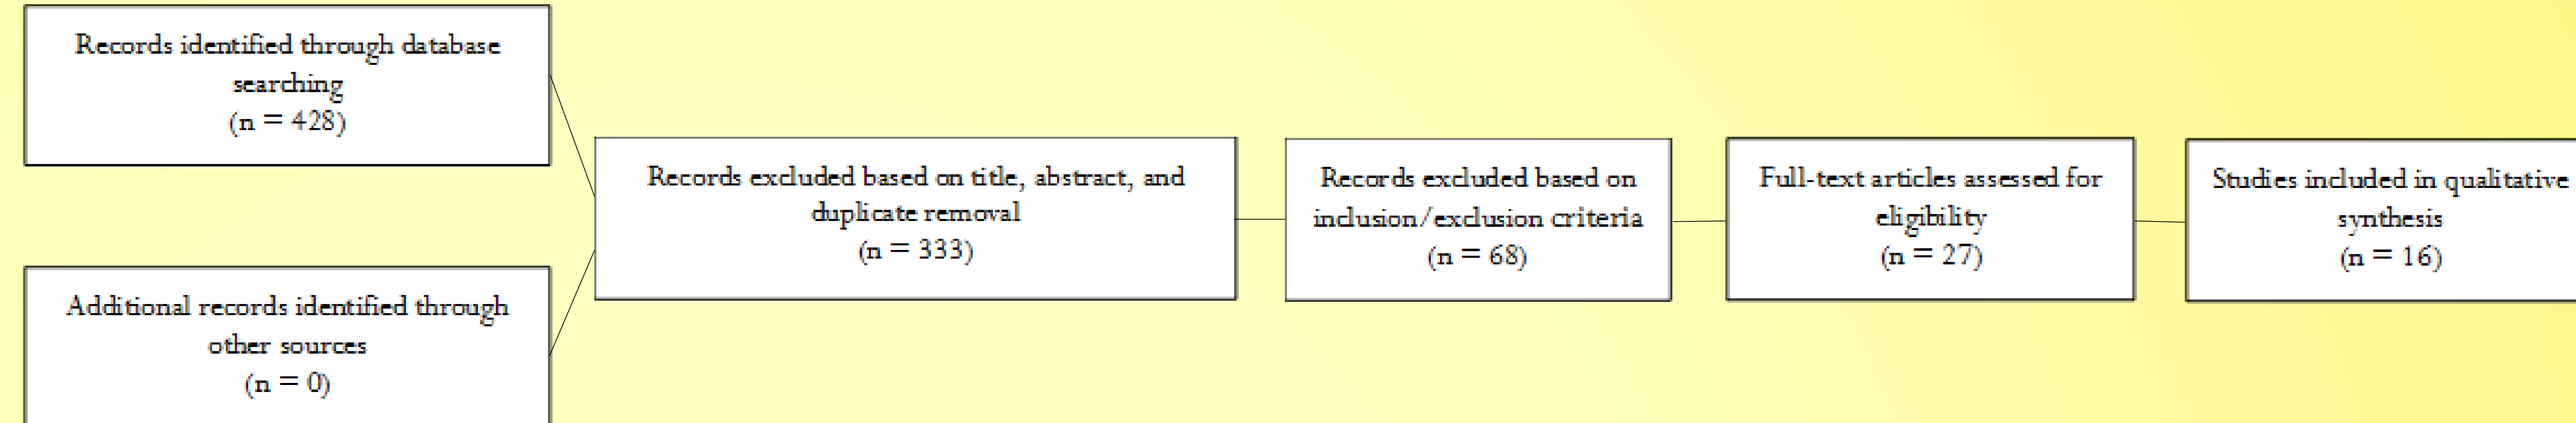 Records identified through database
searching
(n = 428)
Additional records identified through
other sources
(n = 0)
Records excluded based on title, abstract, and
duplicate removal
(n = 333)
Records excluded based on
inclusion/exclusion criteria
(n = 68)
Full-text articles assessed for
eligibility
(n = 27)
Studies included in qualitative
synthesis
(n = 16)